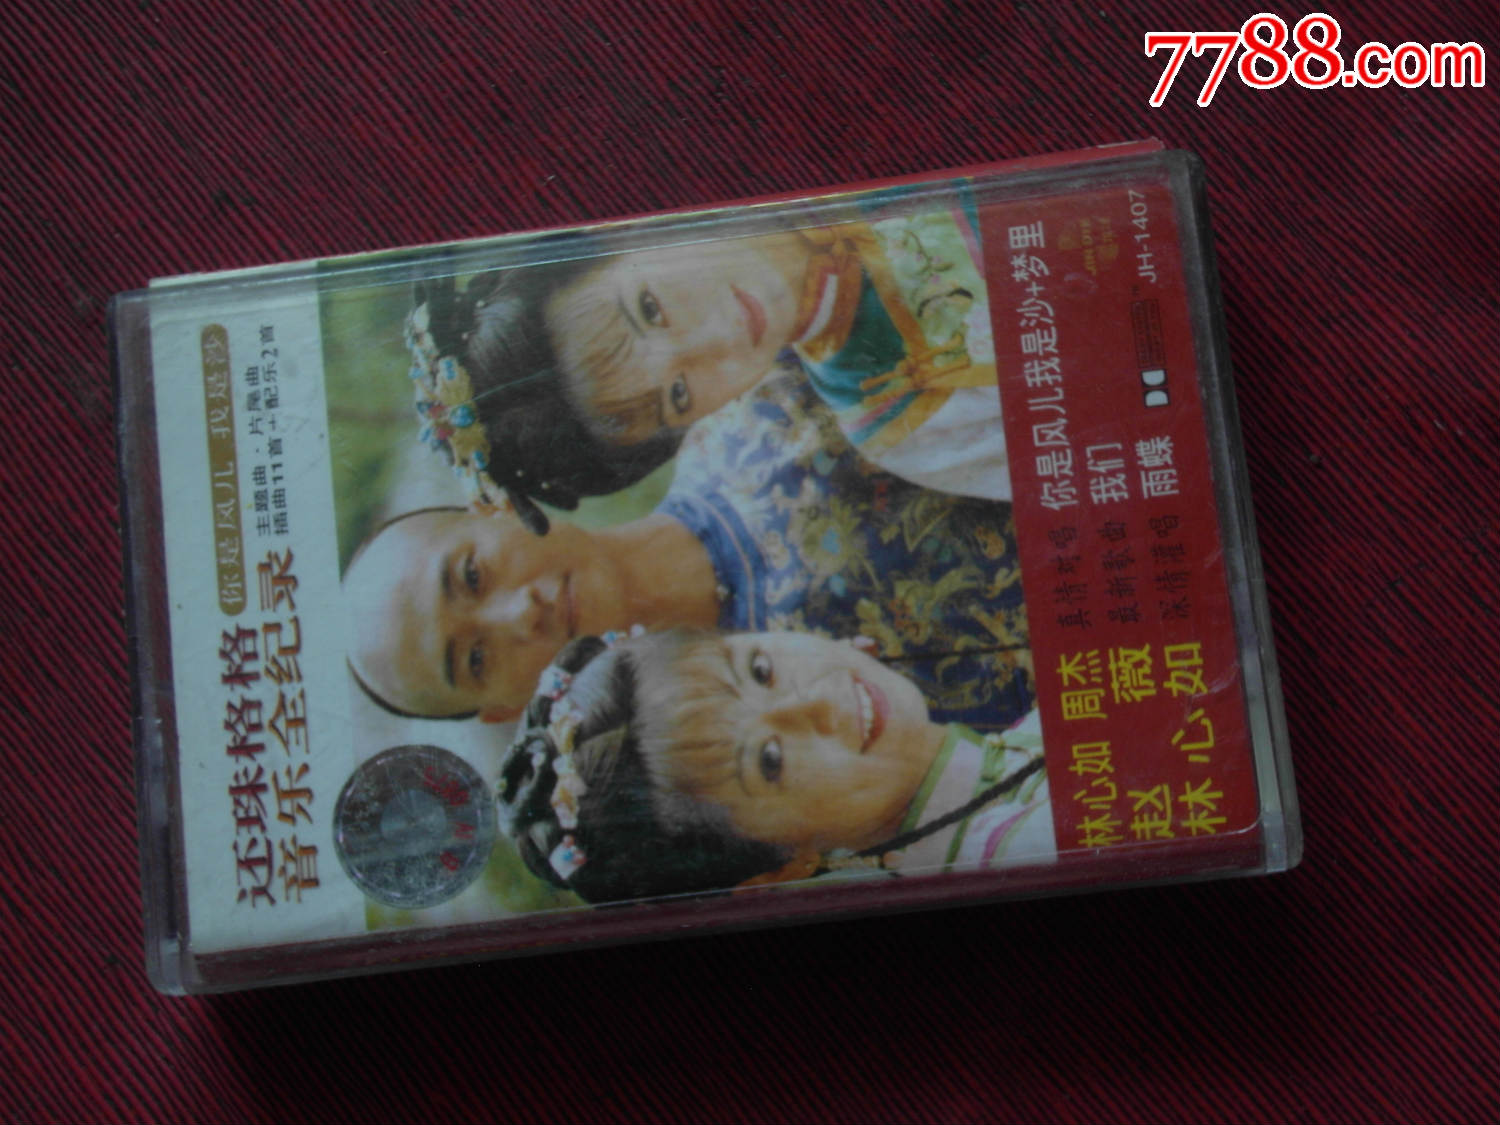 7788.com
你是风儿 我是沙
还珠格格
音乐全纪录
主题曲·片尾曲
插曲11首+配乐2首
林心如 周杰 真情对唱 你是风儿我是沙+梦里
赵薇 最新歌曲 我们
林心如 深情灌唱 雨蝶
JH-1407